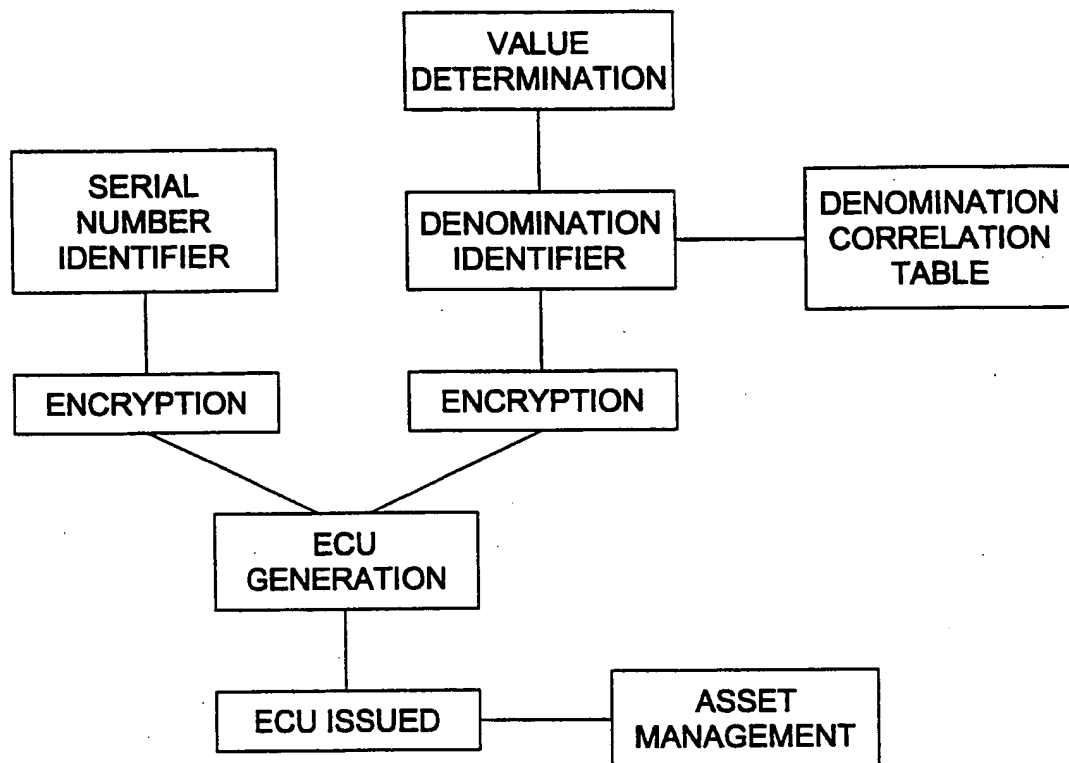 VALUE
DETERMINATION
SERIAL
NUMBER
IDENTIFIER
DENOMINATION
IDENTIFIER
DENOMINATION
CORRELATION
TABLE
ENCRYPTION
ENCRYPTION
ECU
GENERATION
ECU ISSUED
ASSET
MANAGEMENT